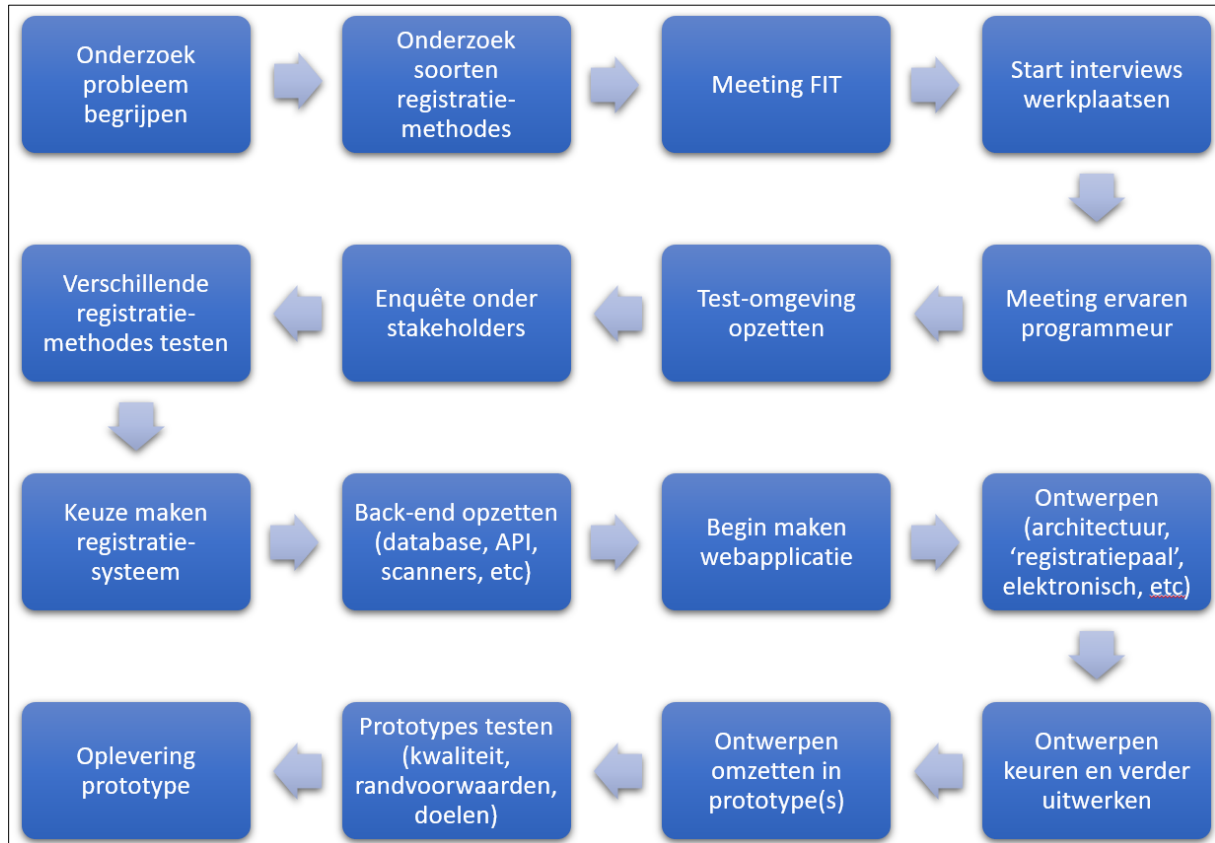 Onderzoek
probleem
begrijpen
Onderzoek
soorten
registratie-
methodes
Meeting FIT
Start interviews
werkplaatsen
Meeting ervaren
programmeur
Test-omgeving
opzetten
Enquête onder
stakeholders
Verschillende
registratie-
methodes testen
Keuze maken
registratie-
systeem
Back-end opzetten
(database, API,
scanners, etc)
Begin maken
webapplicatie
Ontwerpen
(architectuur,
‘registratiepaal’,
elektronisch, etc)
Ontwerpen
keuren en verder
uitwerken
Ontwerpen
omzetten in
prototype(s)
Prototypes testen
(kwaliteit,
randvoorwaarden,
doelen)
Oplevering
prototype